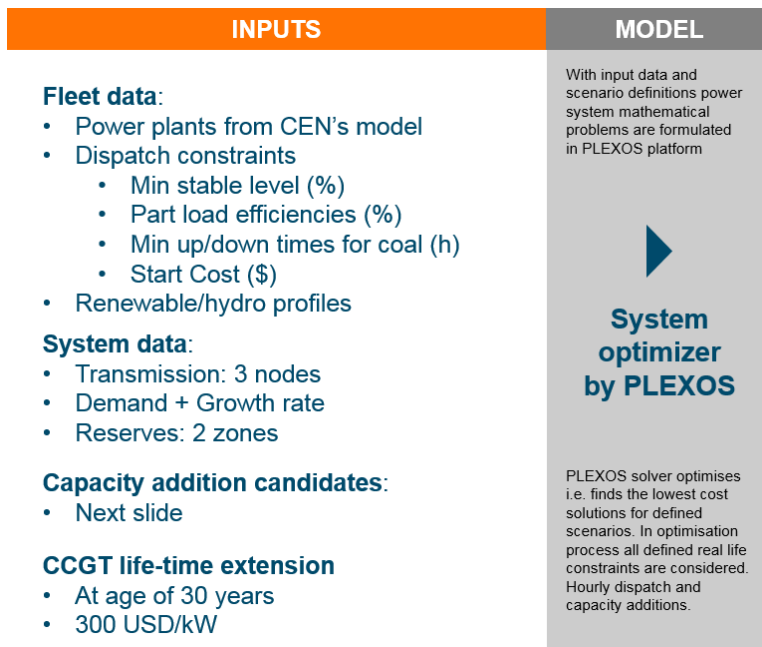 INPUTS
Fleet data:
• Power plants from CEN's model
• Dispatch constraints
• Min stable level (%)
• Part load efficiencies (%)
• Min up/down times for coal (h)
• Start Cost ($)
• Renewable/hydro profiles
System data:
• Transmission: 3 nodes
• Demand + Growth rate
• Reserves: 2 zones
Capacity addition candidates:
• Next slide
CCGT life-time extension
• At age of 30 years
• 300 USD/kW
MODEL
With input data and
scenario definitions power
system mathematical
problems are formulated
in PLEXOS platform
System
optimizer
by PLEXOS
PLEXOS solver optimises
i.e. finds the lowest cost
solutions for defined
scenarios. In optimisation
process all defined real life
constraints are considered.
Hourly dispatch and
capacity additions.